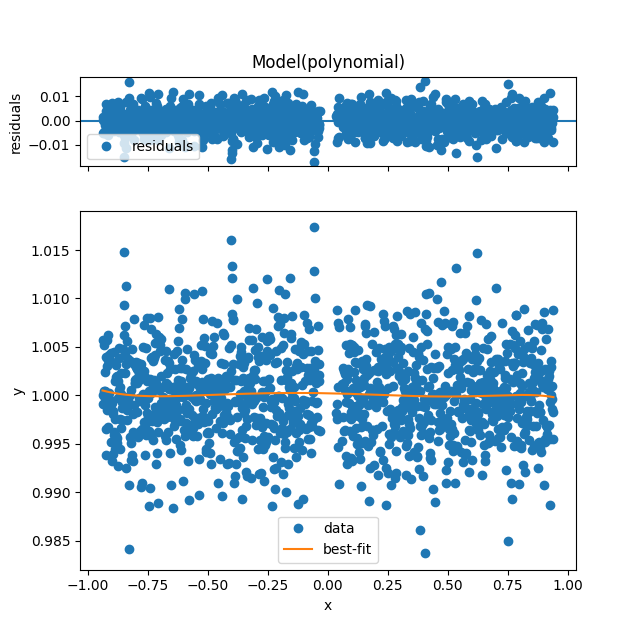 Model(polynomial)
0.01
0.00
−0.01
residuals
residuals
1.015
1.010
1.005
1.000
0.995
0.990
0.985
y
data
best-fit
−1.00 −0.75 −0.50 −0.25 0.00 0.25 0.50 0.75 1.00
x